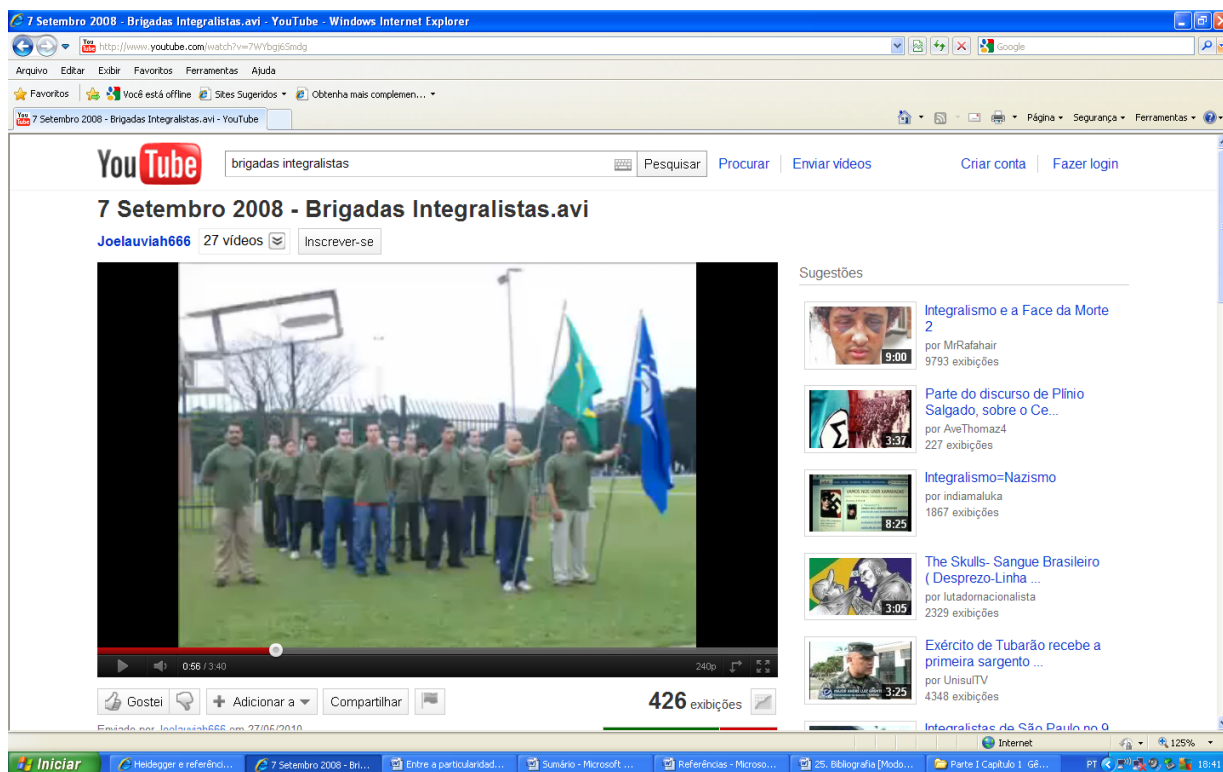 7 Setembro 2008 - Brigadas Integralistas.avi - YouTube - Windows Internet Explorer
http://www.youtube.com/watch?v=7WYbgj6Smdg
Google
Arquivo Editar Exibir Favoritos Ferramentas Ajuda
Favoritos Você está offline Sites Sugeridos Obtenha mais complemen...
7 Setembro 2008 - Brigadas Integralistas.avi - YouTube
Página Segurança Ferramentas
YouTube
brigadas integralistas
Pesquisar Procurar Enviar vídeos Criar conta Fazer login
7 Setembro 2008 - Brigadas Integralistas.avi
Joelauviah666 27 vídeos Inscrever-se
0:56 / 3:40 240p
Gostei Adicionar a Compartilhar 426 exibições
Enviado por Joelauviah666 em 27/05/2010
Sugestões
Integralismo e a Face da Morte
2
por MrRafahair
9793 exibições
9:00
Parte do discurso de Plínio
Salgado, sobre o Ce...
por AveThomaz4
227 exibições
3:37
Integralismo=Nazismo
por indiamaluka
1867 exibições
8:25
The Skulls- Sangue Brasileiro
( Desprezo-Linha ...
por lutadornacionalista
2329 exibições
3:05
Exército de Tubarão recebe a
primeira sargento ...
por UnisulTV
4348 exibições
3:25
Integralistas de São Paulo no 9
Internet 125%
Iniciar Heidegger e referênci... 7 Setembro 2008 - Bri... Entre a particularidad... Sumário - Microsoft ... Referências - Microso... 25. Bibliografia [Modo... Parte I Capítulo 1 Gê... PT 18:41